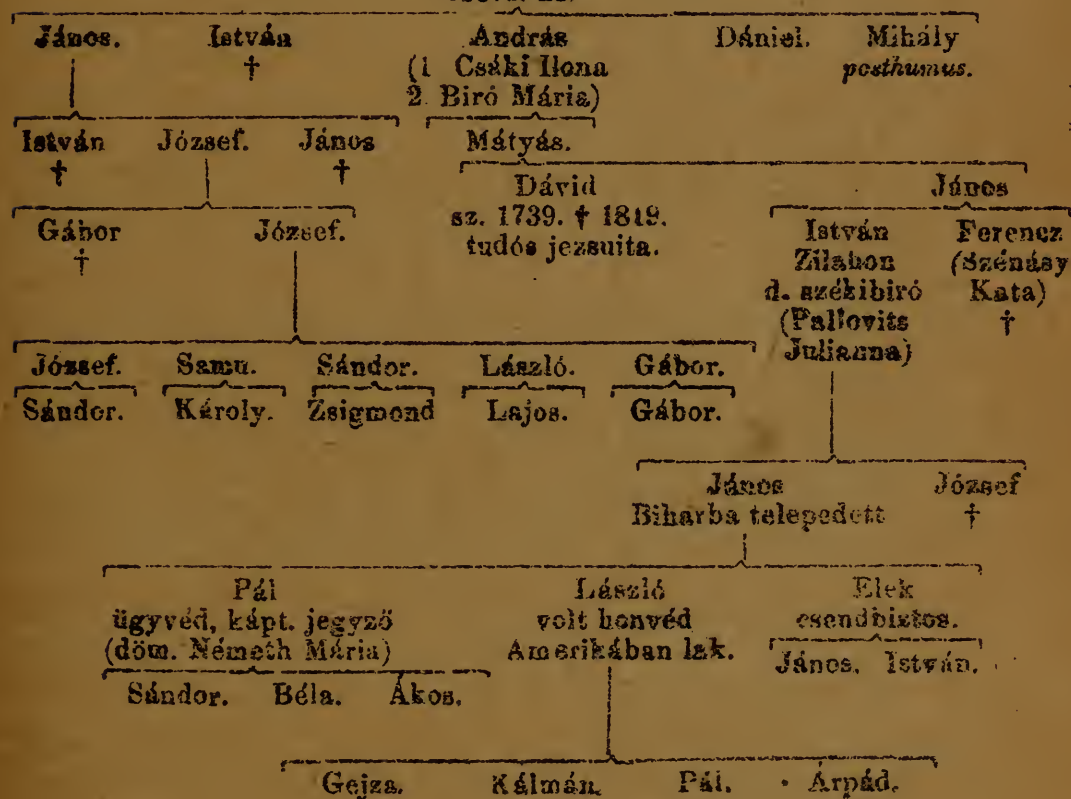 János. István András Dániel. Mihály
† (1 Csáki Ilona posthumus.
2. Biró Mária)
István József. János Mátyás.
† † Dávid János
Gábor József. sz. 1739. † 1819. István Ferencz
† tudós jezsuita. Zilahon (Szénásy
d. székibiró Kata)
(Pallovits †
József. Samu. Sándor. László. Gábor. Julianna)
Sándor. Károly. Zsigmond Lajos. Gábor.
János József
Biharba telepedett †
Pál László Elek
ügyvéd, kápt. jegyző volt honvéd csendbiztos.
(döm. Németh Mária) Amerikában lak. János. István.
Sándor. Béla. Ákos.
Gejza. Kálmán. Pál. Árpád.